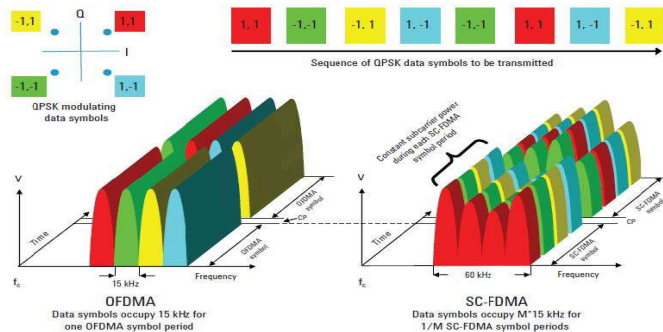 -1,1
Q
1,1
I
-1,-1
1,-1
QPSK modulating
data symbols
1, 1
-1,-1
-1, 1
1, -1
-1,-1
1, 1
1, -1
-1, 1
Sequence of QPSK data symbols to be transmitted
Constant subcarrier power
during each SC-FDMA
symbol period
V
Time
OFDMA
symbol
CP
OFDMA
symbol
15 kHz
Frequency
fc
OFDMA
Data symbols occupy 15 kHz for
one OFDMA symbol period
V
Time
SC-FDMA
symbol
CP
SC-FDMA
symbol
60 kHz
Frequency
fc
SC-FDMA
Data symbols occupy M*15 kHz for
1/M SC-FDMA symbol periods